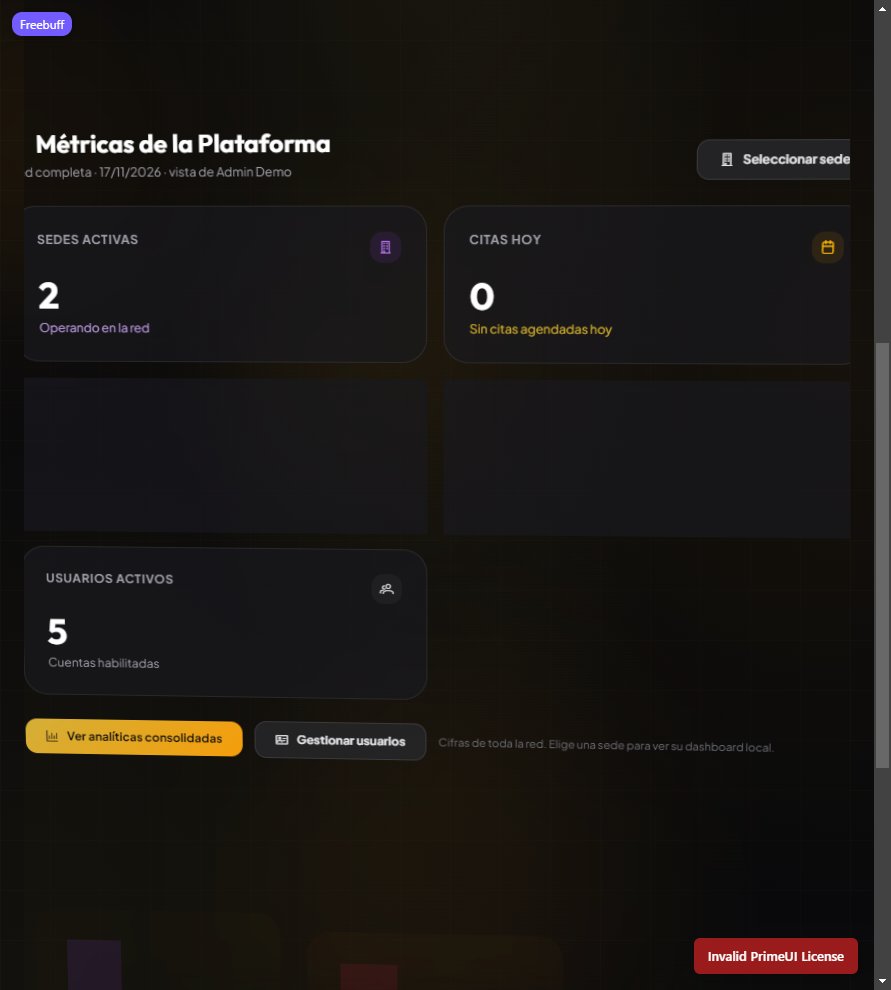 Freebuff
Métricas de la Plataforma
d completa · 17/11/2026 · vista de Admin Demo
Seleccionar sede
SEDES ACTIVAS
2
Operando en la red
CITAS HOY
0
Sin citas agendadas hoy
USUARIOS ACTIVOS
5
Cuentas habilitadas
Ver analíticas consolidadas
Gestionar usuarios
Cifras de toda la red. Elige una sede para ver su dashboard local.
Invalid PrimeUI License